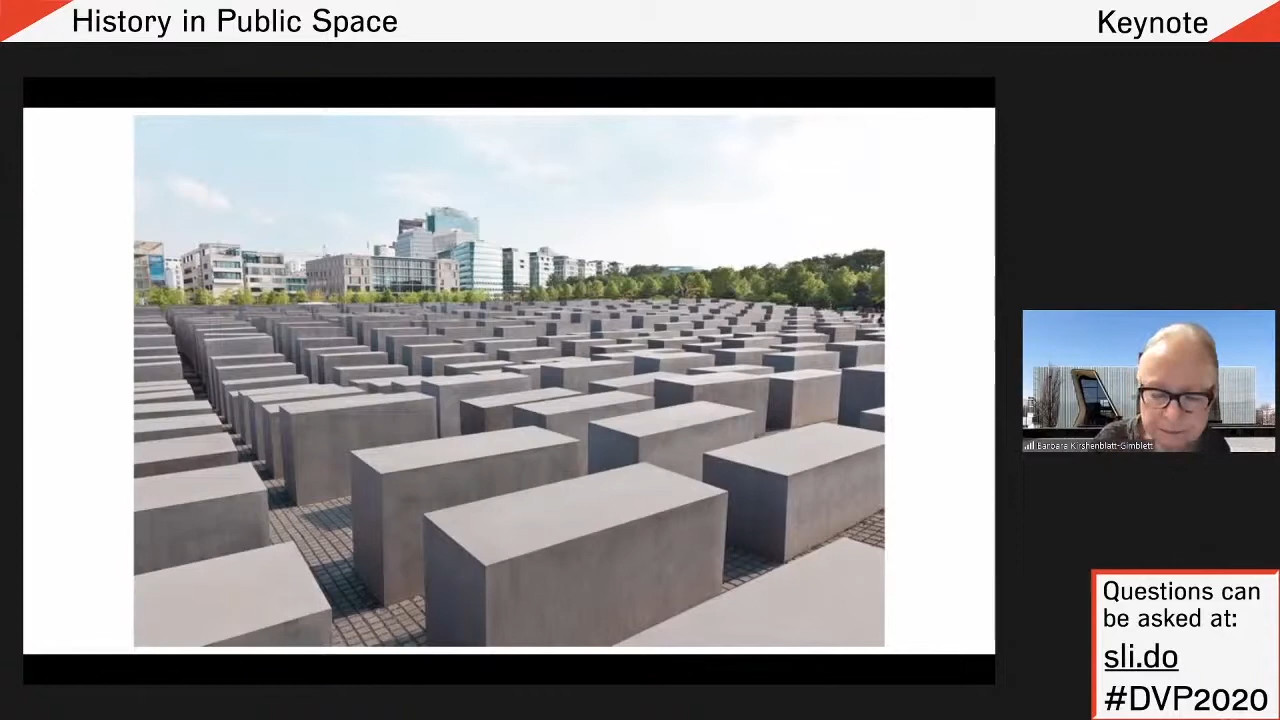 History in Public Space
Keynote
Barbara Kirshenblatt-Gimblett
Questions can
be asked at:
sli.do
#DVP2020